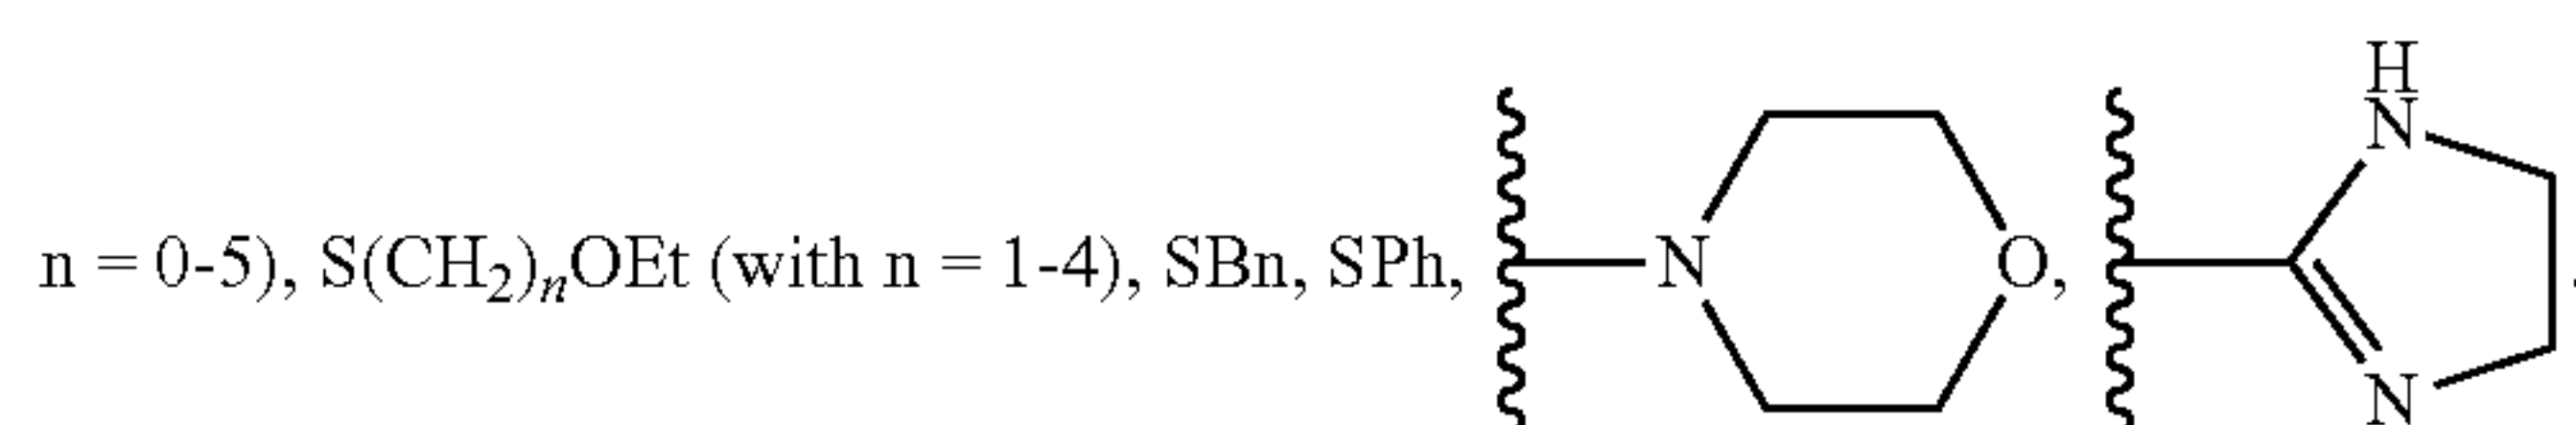 n = 0-5), S(CH₂)ₙOEt (with n = 1-4), SBn, SPh, N O, H N N